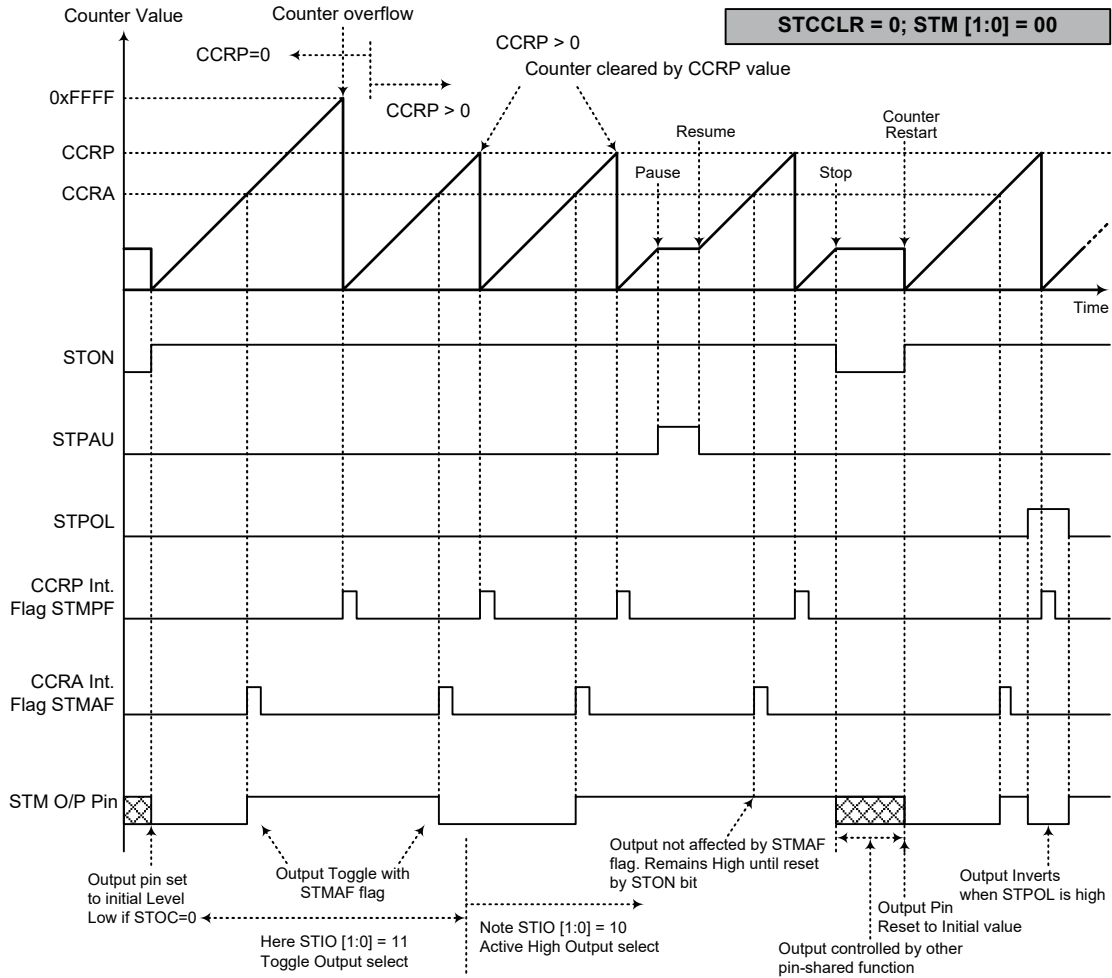 Counter Value
Counter overflow
STCCLR = 0; STM [1:0] = 00
CCRP=0
CCRP > 0
CCRP > 0
Counter cleared by CCRP value
0xFFFF
CCRP
CCRA
Pause
Resume
Stop
Counter
Restart
Time
STON
STPAU
STPOL
CCRP Int.
Flag STMPF
CCRA Int.
Flag STMAF
STM O/P Pin
Output pin set
to initial Level
Low if STOC=0
Output Toggle with
STMAF flag
Here STIO [1:0] = 11
Toggle Output select
Note STIO [1:0] = 10
Active High Output select
Output not affected by STMAF
flag. Remains High until reset
by STON bit
Output controlled by other
pin-shared function
Output Pin
Reset to Initial value
Output Inverts
when STPOL is high